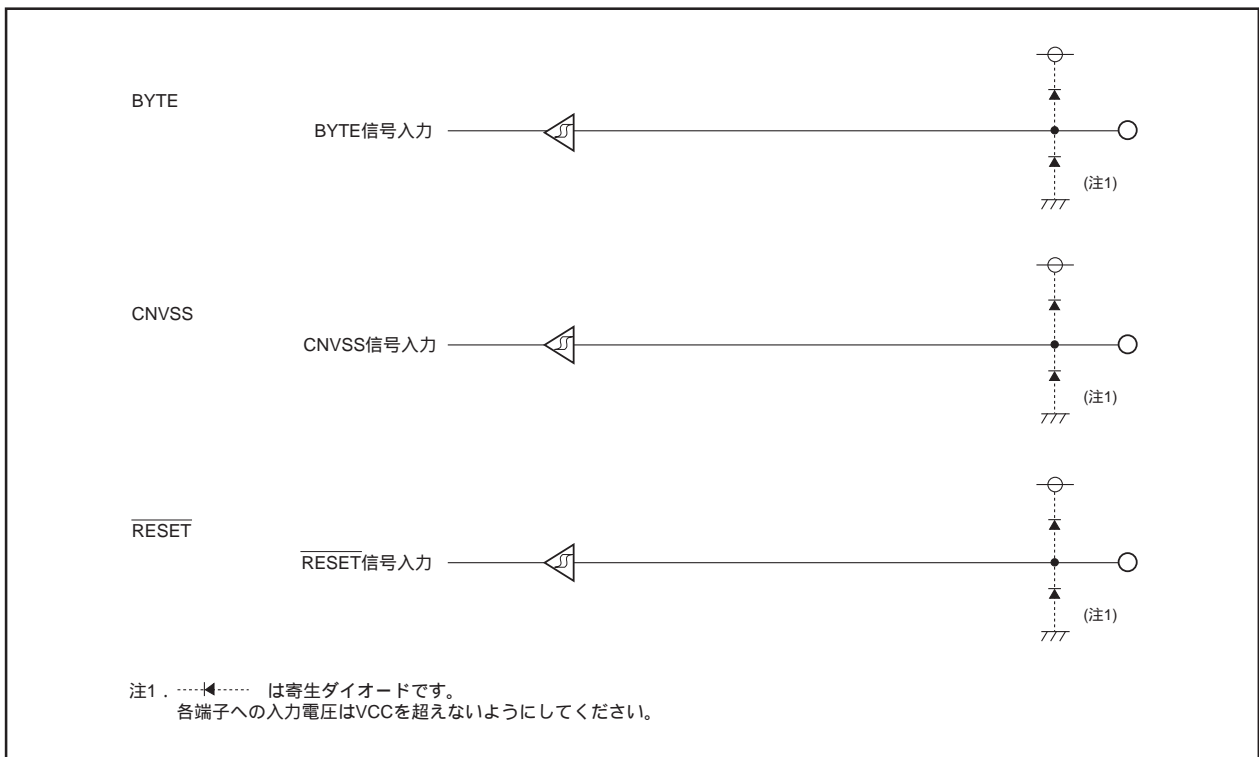 BYTE
BYTE信号入力
(注1)
CNVSS
CNVSS信号入力
(注1)
RESET
RESET信号入力
(注1)
注1． は寄生ダイオードです。
各端子への入力電圧はVCCを超えないようにしてください。